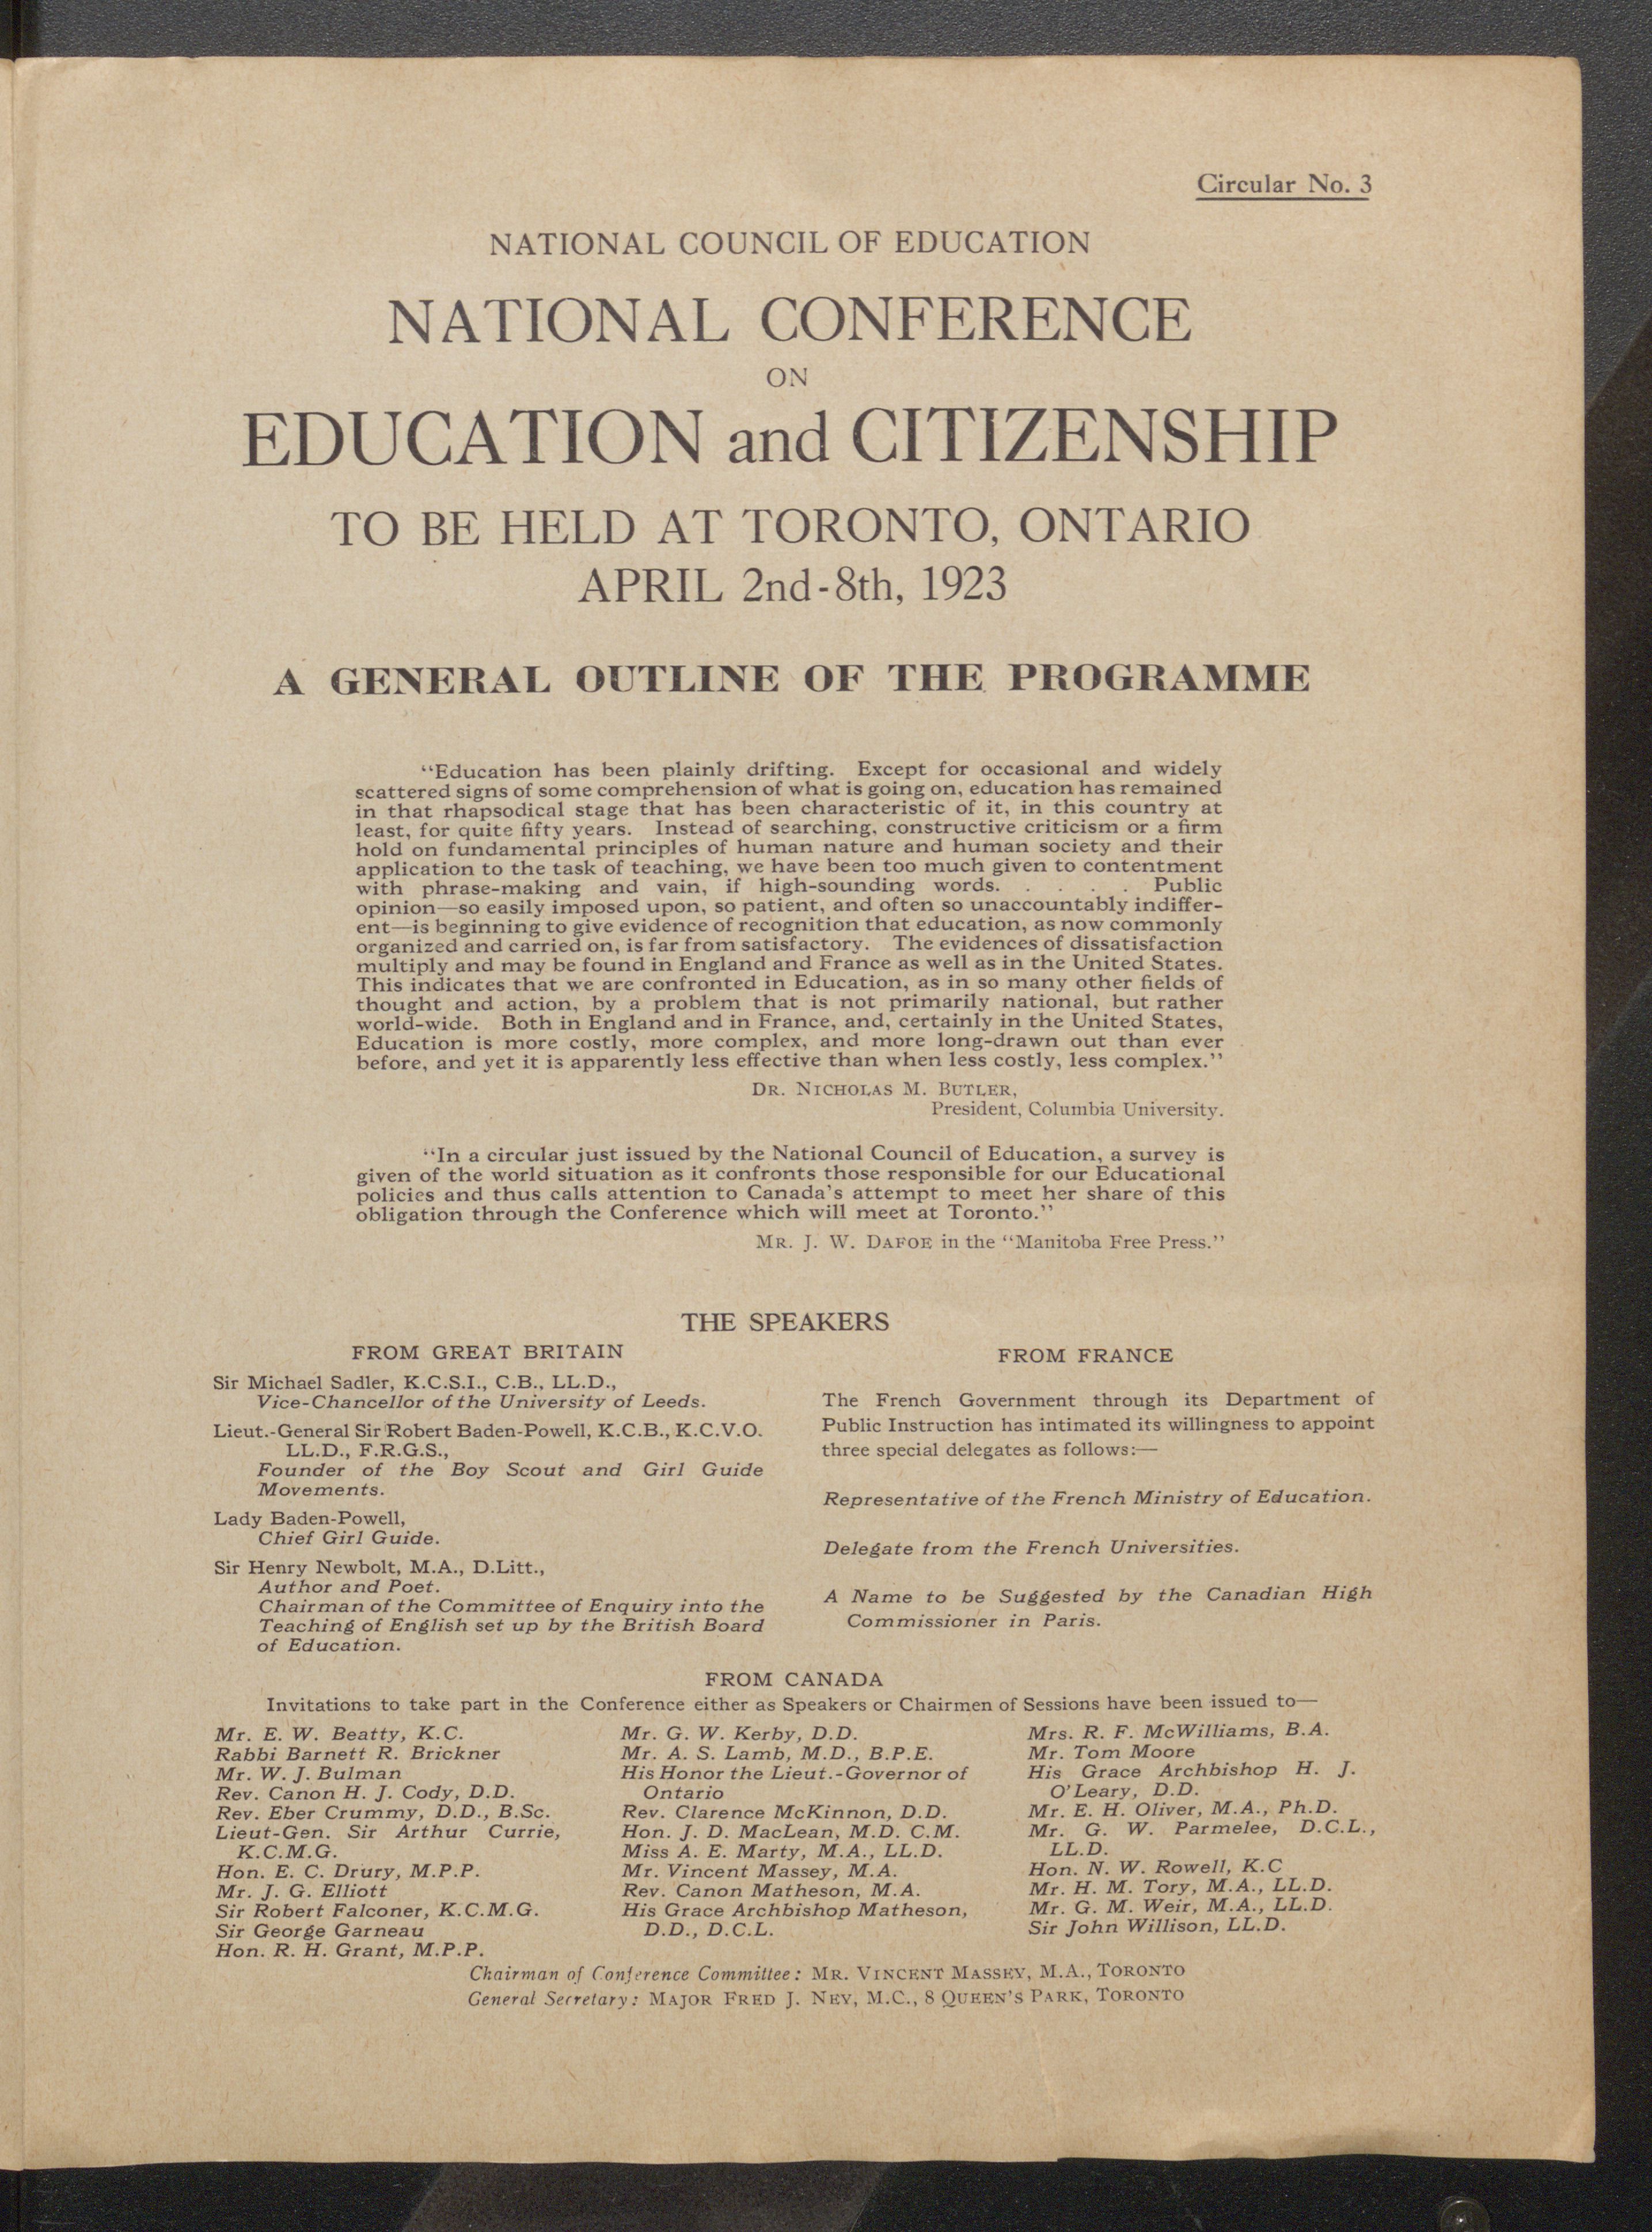 Circular No. 3
NATIONAL COUNCIL OF EDUCATION
NATIONAL CONFERENCE
ON
EDUCATION and CITIZENSHIP
TO BE HELD AT TORONTO, ONTARIO
APRIL 2nd-8th, 1923
A GENERAL OUTLINE OF THE PROGRAMME
“Education has been plainly drifting. Except for occasional and widely
scattered signs of some comprehension of what is going on, education has remained
in that rhapsodical stage that has been characteristic of it, in this country at
least, for quite fifty years. Instead of searching, constructive criticism or a firm
hold on fundamental principles of human nature and human society and their
application to the task of teaching, we have been too much given to contentment
with phrase-making and vain, if high-sounding words. . . . . Public
opinion—so easily imposed upon, so patient, and often so unaccountably indiffer-
ent—is beginning to give evidence of recognition that education, as now commonly
organized and carried on, is far from satisfactory. The evidences of dissatisfaction
multiply and may be found in England and France as well as in the United States.
This indicates that we are confronted in Education, as in so many other fields of
thought and action, by a problem that is not primarily national, but rather
world-wide. Both in England and in France, and, certainly in the United States,
Education is more costly, more complex, and more long-drawn out than ever
before, and yet it is apparently less effective than when less costly, less complex.”
DR. NICHOLAS M. BUTLER,
President, Columbia University.
“In a circular just issued by the National Council of Education, a survey is
given of the world situation as it confronts those responsible for our Educational
policies and thus calls attention to Canada’s attempt to meet her share of this
obligation through the Conference which will meet at Toronto.”
MR. J. W. DAFOE in the “Manitoba Free Press.”
THE SPEAKERS
FROM GREAT BRITAIN
Sir Michael Sadler, K.C.S.I., C.B., LL.D.,
Vice-Chancellor of the University of Leeds.
Lieut.-General Sir Robert Baden-Powell, K.C.B., K.C.V.O.
LL.D., F.R.G.S.,
Founder of the Boy Scout and Girl Guide
Movements.
Lady Baden-Powell,
Chief Girl Guide.
Sir Henry Newbolt, M.A., D.Litt.,
Author and Poet.
Chairman of the Committee of Enquiry into the
Teaching of English set up by the British Board
of Education.
FROM FRANCE
The French Government through its Department of
Public Instruction has intimated its willingness to appoint
three special delegates as follows:—
Representative of the French Ministry of Education.
Delegate from the French Universities.
A Name to be Suggested by the Canadian High
Commissioner in Paris.
FROM CANADA
Invitations to take part in the Conference either as Speakers or Chairmen of Sessions have been issued to—
Mr. E. W. Beatty, K.C.
Rabbi Barnett R. Brickner
Mr. W. J. Bulman
Rev. Canon H. J. Cody, D.D.
Rev. Eber Crummy, D.D., B.Sc.
Lieut-Gen. Sir Arthur Currie,
K.C.M.G.
Hon. E. C. Drury, M.P.P.
Mr. J. G. Elliott
Sir Robert Falconer, K.C.M.G.
Sir George Garneau
Hon. R. H. Grant, M.P.P.
Mr. G. W. Kerby, D.D.
Mr. A. S. Lamb, M.D., B.P.E.
His Honor the Lieut.-Governor of
Ontario
Rev. Clarence McKinnon, D.D.
Hon. J. D. MacLean, M.D. C.M.
Miss A. E. Marty, M.A., LL.D.
Mr. Vincent Massey, M.A.
Rev. Canon Matheson, M.A.
His Grace Archbishop Matheson,
D.D., D.C.L.
Mrs. R. F. McWilliams, B.A.
Mr. Tom Moore
His Grace Archbishop H. J.
O’Leary, D.D.
Mr. E. H. Oliver, M.A., Ph.D.
Mr. G. W. Parmelee, D.C.L.,
LL.D.
Hon. N. W. Rowell, K.C
Mr. H. M. Tory, M.A., LL.D.
Mr. G. M. Weir, M.A., LL.D.
Sir John Willison, LL.D.
Chairman of Conference Committee: MR. VINCENT MASSEY, M.A., TORONTO
General Secretary: MAJOR FRED J. NEY, M.C., 8 QUEEN’S PARK, TORONTO